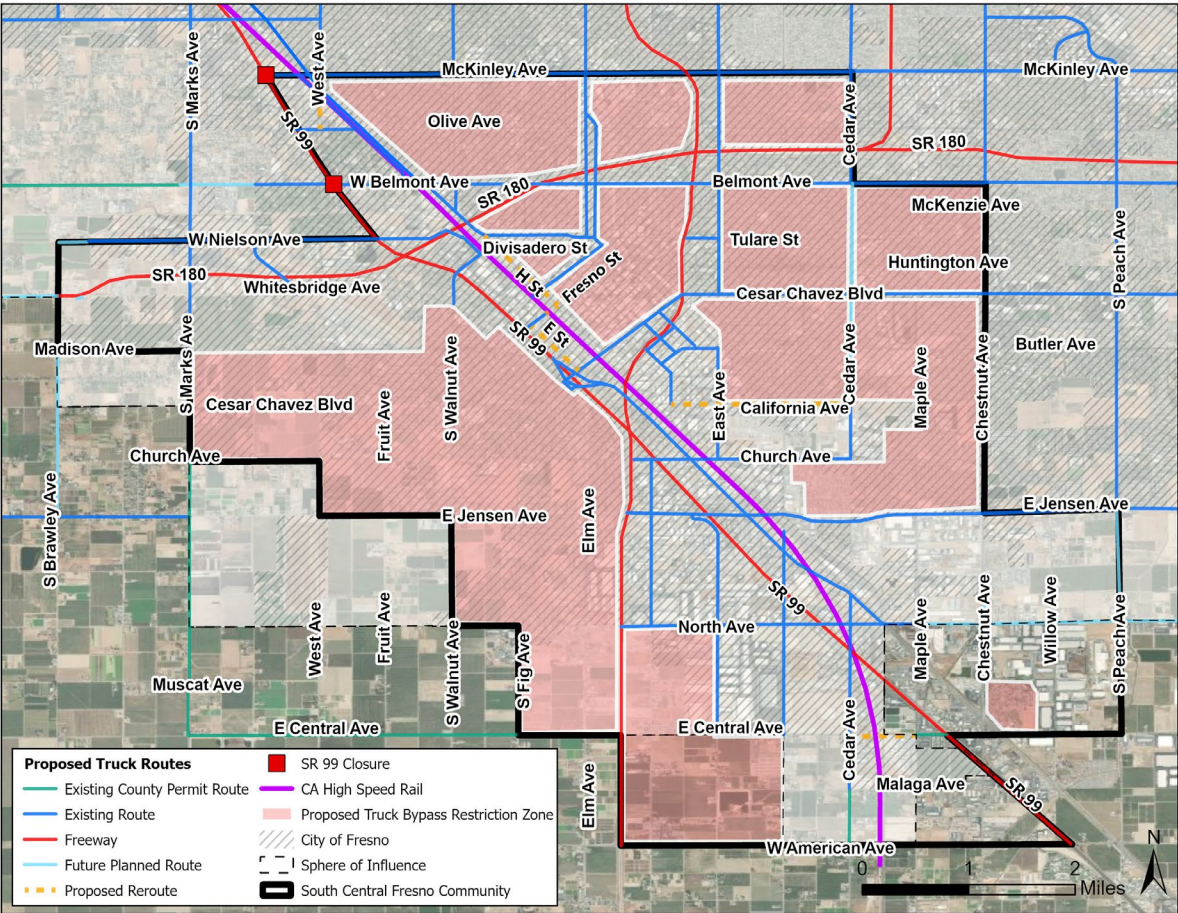 S Marks Ave
West Ave
McKinley Ave
McKinley Ave
SR 99
Olive Ave
Cedar Ave
SR 180
W Belmont Ave
SR 180
Belmont Ave
McKenzie Ave
W Nielson Ave
Divisadero St
Tulare St
S Peach Ave
SR 180
Whitesbridge Ave
H St
Fresno St
Huntington Ave
Cesar Chavez Blvd
Madison Ave
S Marks Ave
SR 99
E St
Cedar Ave
Butler Ave
Cesar Chavez Blvd
Fruit Ave
S Walnut Ave
East Ave
California Ave
Maple Ave
Chestnut Ave
Church Ave
Church Ave
S Brawley Ave
E Jensen Ave
Elm Ave
E Jensen Ave
SR 99
West Ave
Fruit Ave
S Walnut Ave
S Fig Ave
North Ave
Maple Ave
Chestnut Ave
Willow Ave
S Peach Ave
Muscat Ave
E Central Ave
E Central Ave
Cedar Ave
Elm Ave
Malaga Ave
SR 99
W American Ave
Proposed Truck Routes
Existing County Permit Route
Existing Route
Freeway
Future Planned Route
Proposed Reroute
SR 99 Closure
CA High Speed Rail
Proposed Truck Bypass Restriction Zone
City of Fresno
Sphere of Influence
South Central Fresno Community
0 1 2
Miles
N